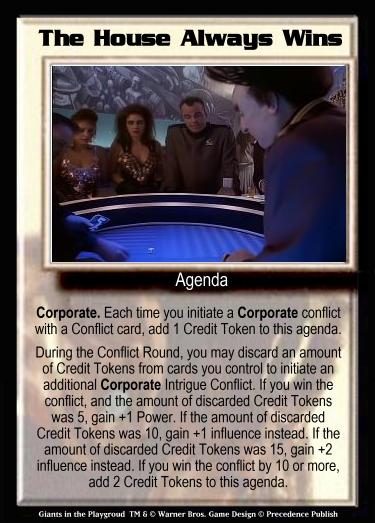 The House Always Wins
Agenda
Corporate. Each time you initiate a Corporate conflict
with a Conflict card, add 1 Credit Token to this agenda.
During the Conflict Round, you may discard an amount
of Credit Tokens from cards you control to initiate an
additional Corporate Intrigue Conflict. If you win the
conflict, and the amount of discarded Credit Tokens
was 5, gain +1 Power. If the amount of discarded
Credit Tokens was 10, gain +1 influence instead. If the
amount of discarded Credit Tokens was 15, gain +2
influence instead. If you win the conflict by 10 or more,
add 2 Credit Tokens to this agenda.
Giants in the Playgroud TM & © Warner Bros. Game Design © Precedence Publish